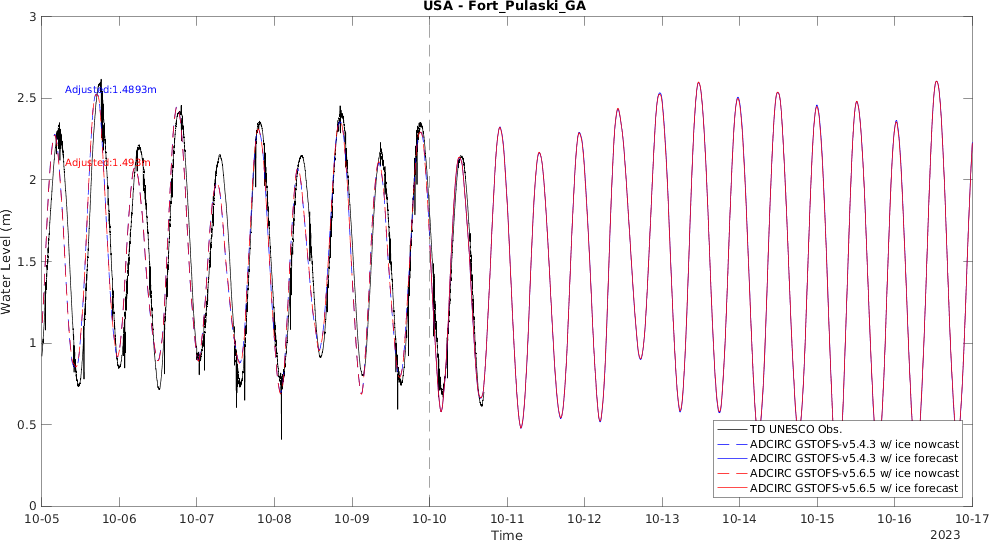 USA - Fort_Pulaski_GA
3
2.5
2
1.5
1
0.5
0
Water Level (m)
Adjusted:1.4893m
Adjusted:1.493m
10-05
10-06
10-07
10-08
10-09
10-10
10-11
10-12
10-13
10-14
10-15
10-16
10-17
Time
2023
TD UNESCO Obs.
ADCIRC GSTOFS-v5.4.3 w/ ice nowcast
ADCIRC GSTOFS-v5.4.3 w/ ice forecast
ADCIRC GSTOFS-v5.6.5 w/ ice nowcast
ADCIRC GSTOFS-v5.6.5 w/ ice forecast